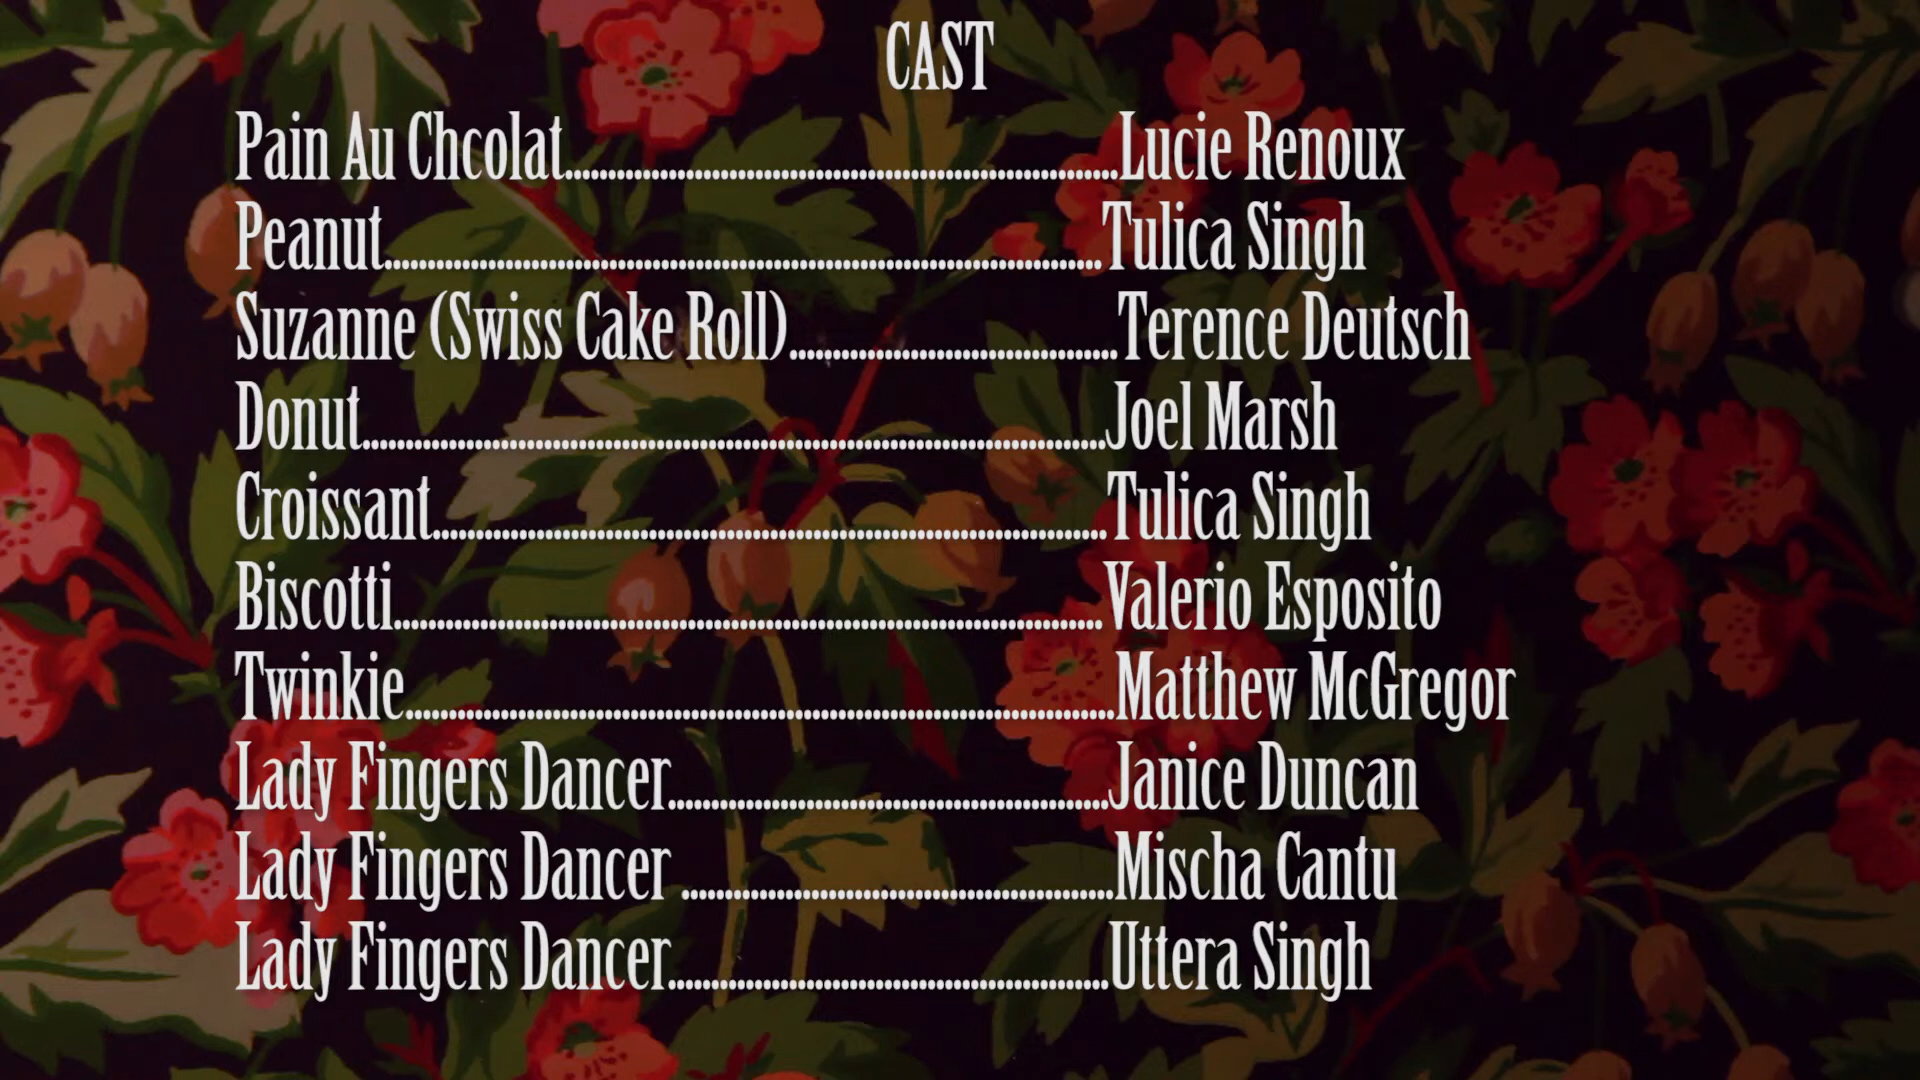 CAST
Pain Au Chcolat........................................................................Lucie Renoux
Peanut........................................................................Tulica Singh
Suzanne (Swiss Cake Roll)........................................Terence Deutsch
Donut........................................................................Joel Marsh
Croissant........................................................................Tulica Singh
Biscotti........................................................................Valerio Esposito
Twinkie........................................................................Matthew McGregor
Lady Fingers Dancer..................................................Janice Duncan
Lady Fingers Dancer ..................................................Mischa Cantu
Lady Fingers Dancer..................................................Uttera Singh